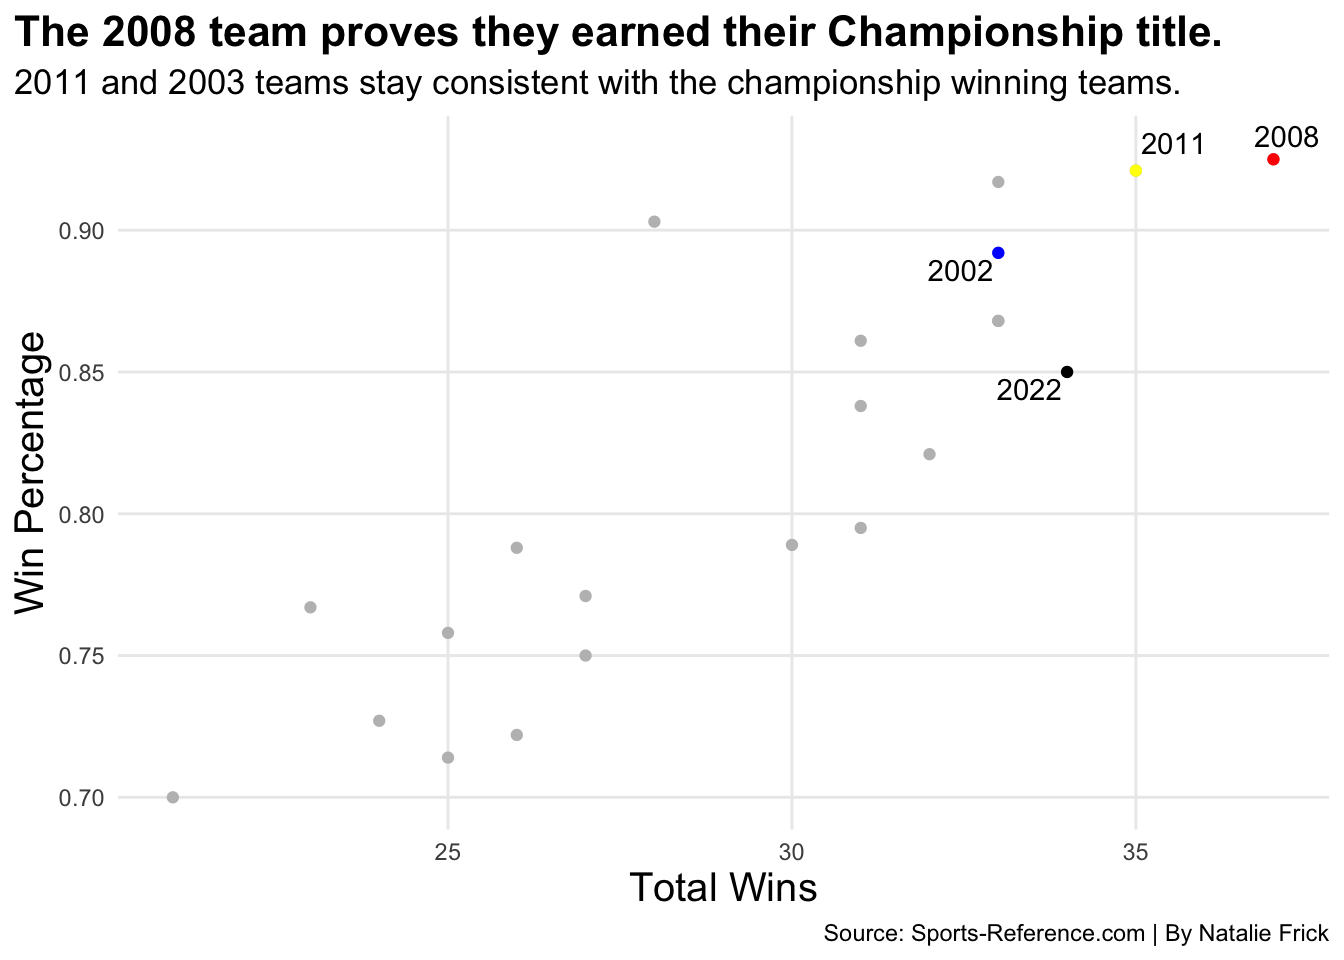 The 2008 team proves they earned their Championship title.
2011 and 2003 teams stay consistent with the championship winning teams.
2011
2008
2002
2022
0.90
0.85
0.80
0.75
0.70
Win Percentage
25
30
35
Total Wins
Source: Sports-Reference.com | By Natalie Frick